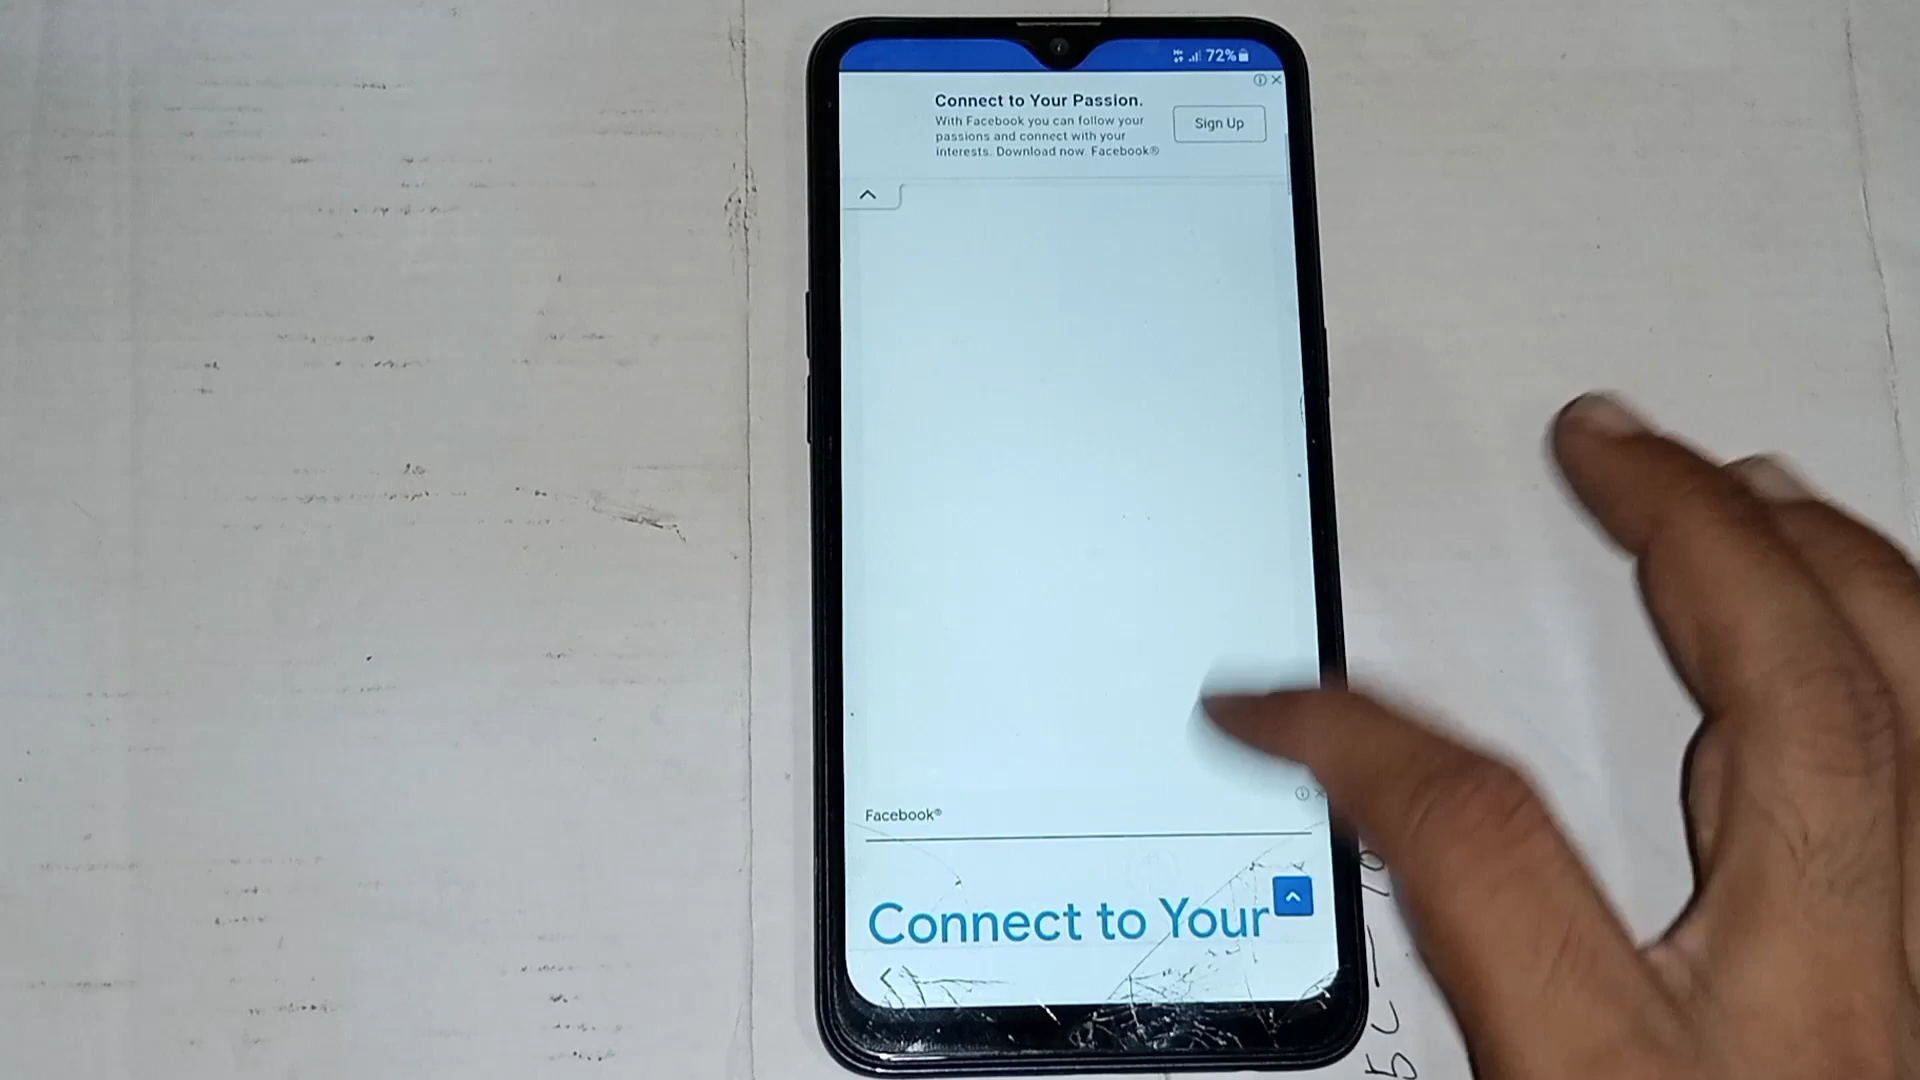 72%
Connect to Your Passion.
With Facebook you can follow your
passions and connect with your
interests. Download now. Facebook®
Sign Up
Facebook®
Connect to Your